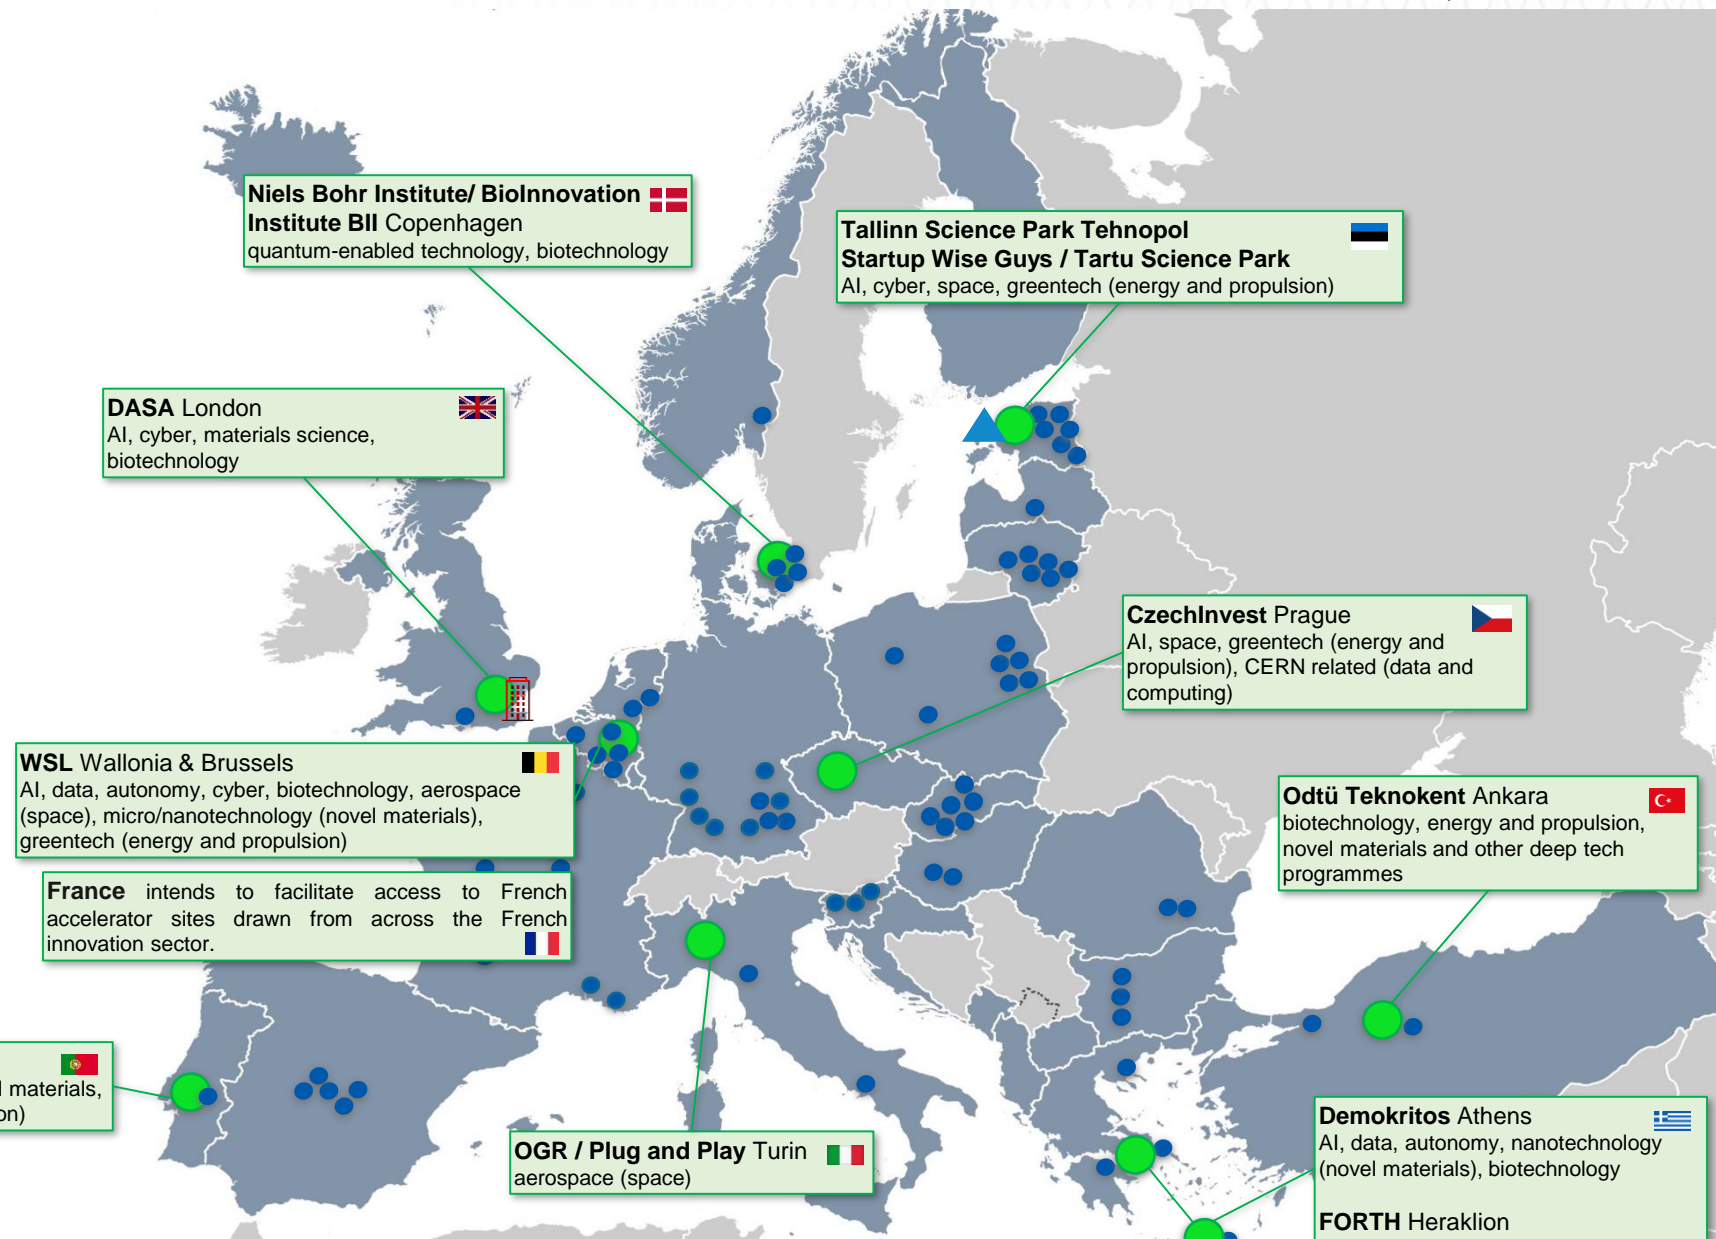 Niels Bohr Institute/ BioInnovation
Institute BII Copenhagen
quantum-enabled technology, biotechnology
Tallinn Science Park Tehnopol
Startup Wise Guys / Tartu Science Park
AI, cyber, space, greentech (energy and propulsion)
DASA London
AI, cyber, materials science,
biotechnology
CzechInvest Prague
AI, space, greentech (energy and
propulsion), CERN related (data and
computing)
WSL Wallonia & Brussels
AI, data, autonomy, cyber, biotechnology, aerospace
(space), micro/nanotechnology (novel materials),
greentech (energy and propulsion)
Odtü Teknokent Ankara
biotechnology, energy and propulsion,
novel materials and other deep tech
programmes
France intends to facilitate access to French
accelerator sites drawn from across the French
innovation sector.
materials,
on)
OGR / Plug and Play Turin
aerospace (space)
Demokritos Athens
AI, data, autonomy, nanotechnology
(novel materials), biotechnology
FORTH Heraklion